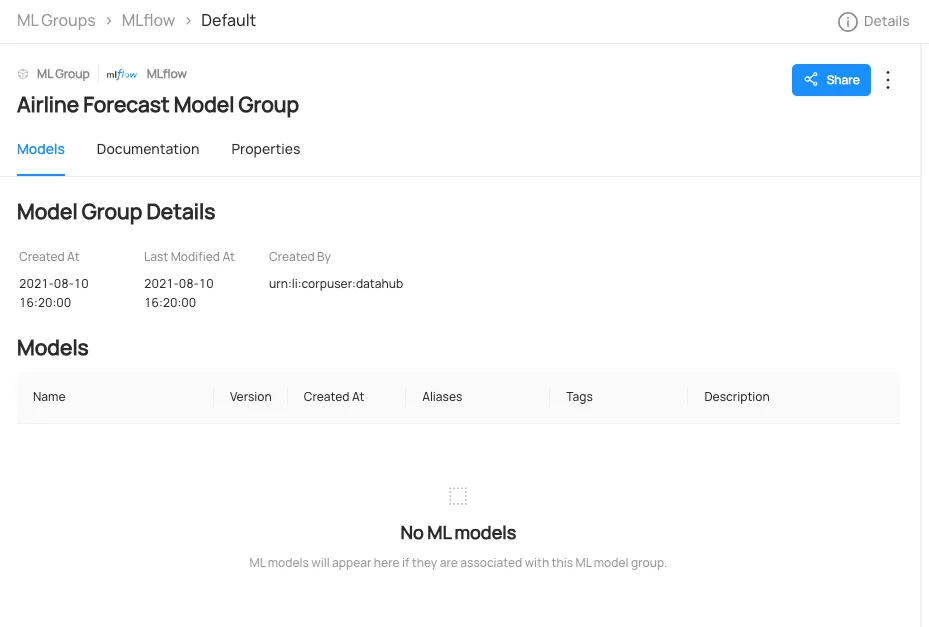 ML Groups > MLflow > Default
Details
ML Group mlflow MLflow
Share
Airline Forecast Model Group
Models Documentation Properties
Model Group Details
Created At Last Modified At Created By
2021-08-10 2021-08-10 urn:li:corpuser:datahub
16:20:00 16:20:00
Models
Name Version Created At Aliases Tags Description
No ML models
ML models will appear here if they are associated with this ML model group.